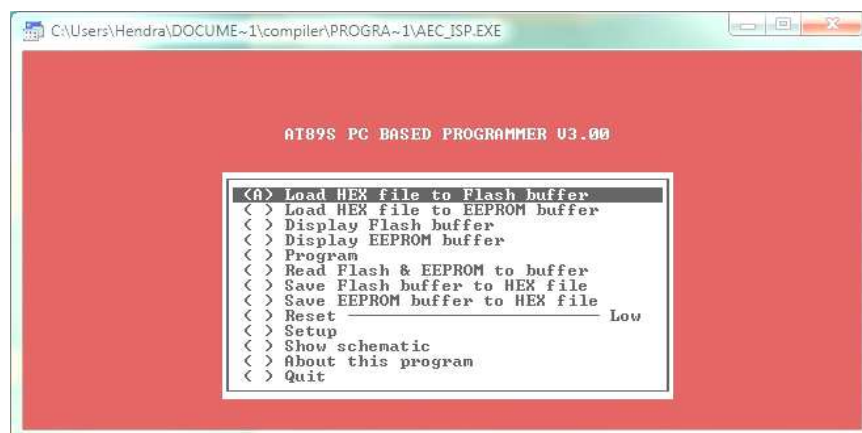 C:\Users\Hendra\DOCUME~1\compiler\PROGRA~1\AEC_ISP.EXE
AT89S PC BASED PROGRAMMER V3.00
(A) Load HEX file to Flash buffer
( ) Load HEX file to EEPROM buffer
( ) Display Flash buffer
( ) Display EEPROM buffer
( ) Program
( ) Read Flash & EEPROM to buffer
( ) Save Flash buffer to HEX file
( ) Save EEPROM buffer to HEX file
( ) Reset ──────────────────────── Low
( ) Setup
( ) Show schematic
( ) About this program
( ) Quit